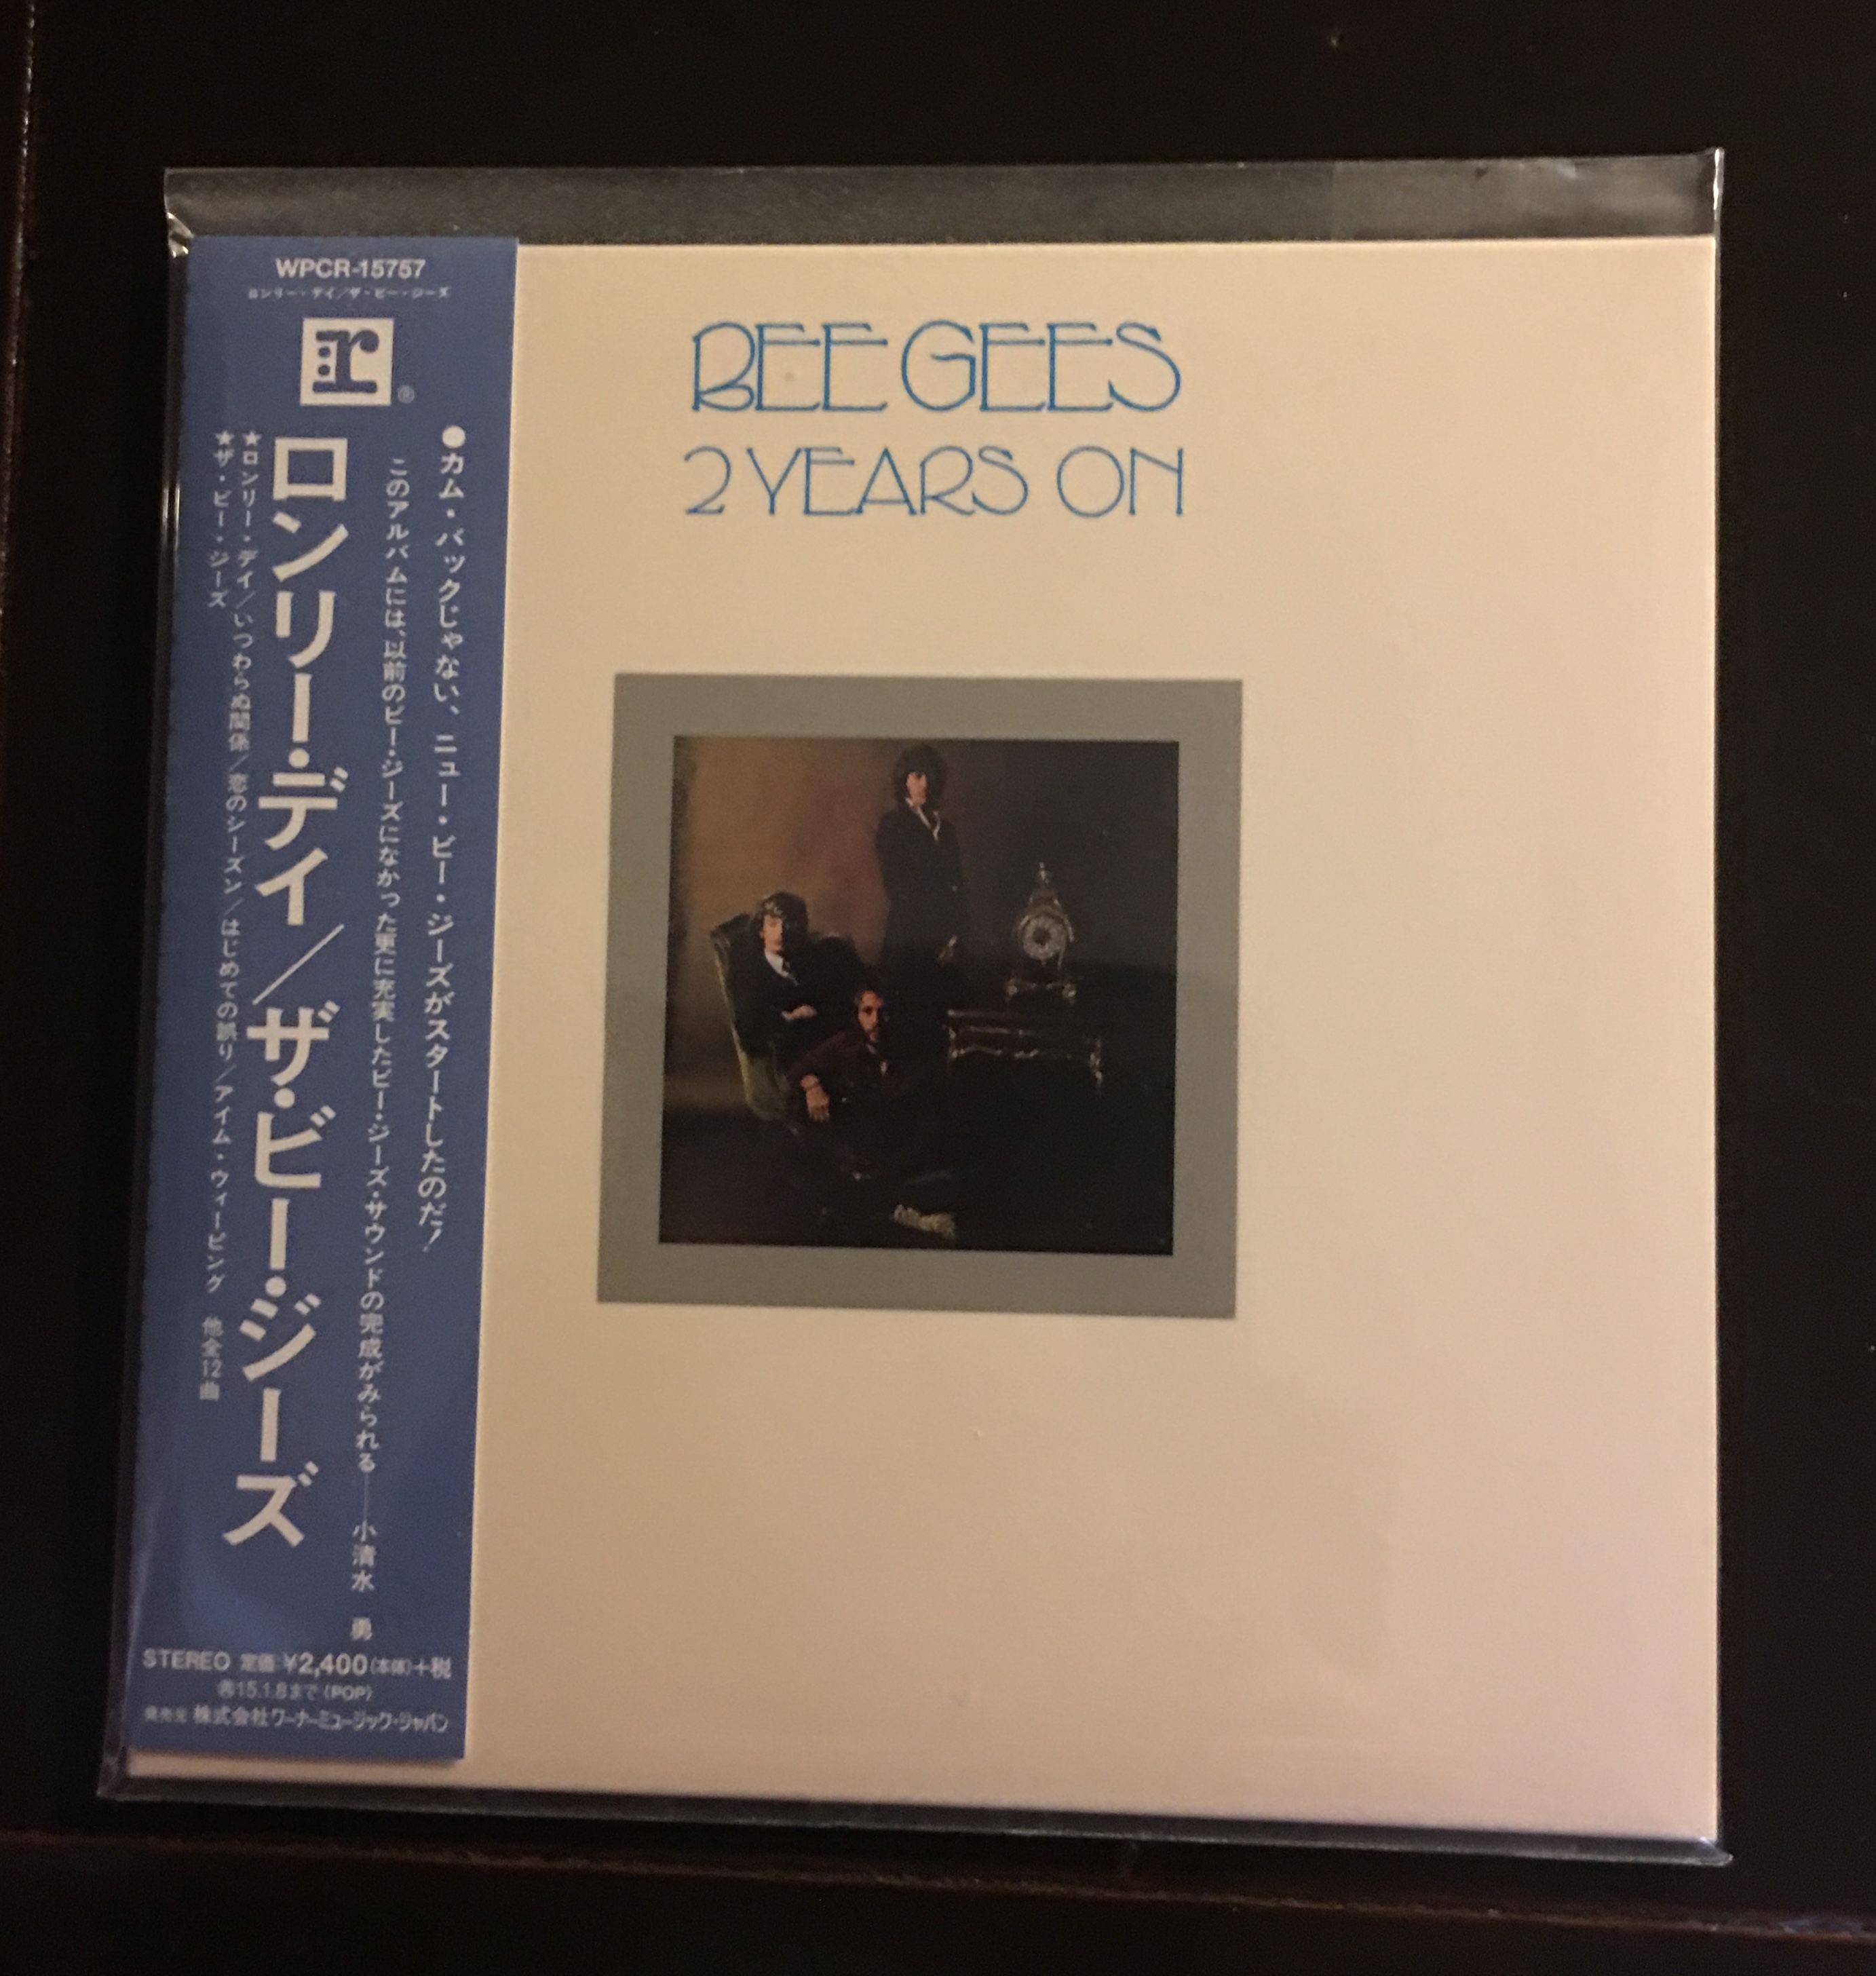 WPCR-15757
ロンリー・デイ/ザ・ビー・ジーズ
r®
●カム・バックじゃない、ニュー・ビー・ジーズがスタートしたのだ!
このアルバムには、以前のビー・ジーズになかった更に充実したビー・ジーズ・サウンドの完成がみられる——小清水 勇
ロンリー・デイ/ザ・ビー・ジーズ
★ロンリー・デイ/いつわらぬ関係/恋のシーズン/はじめての誤り/アイム・ウィーピング 他全12曲
★ザ・ビー・ジーズ
STEREO 定価:¥2,400(本体)+税
15.1.8まで(POP)
発売元 株式会社ワーナーミュージック・ジャパン
BEE GEES
2 YEARS ON